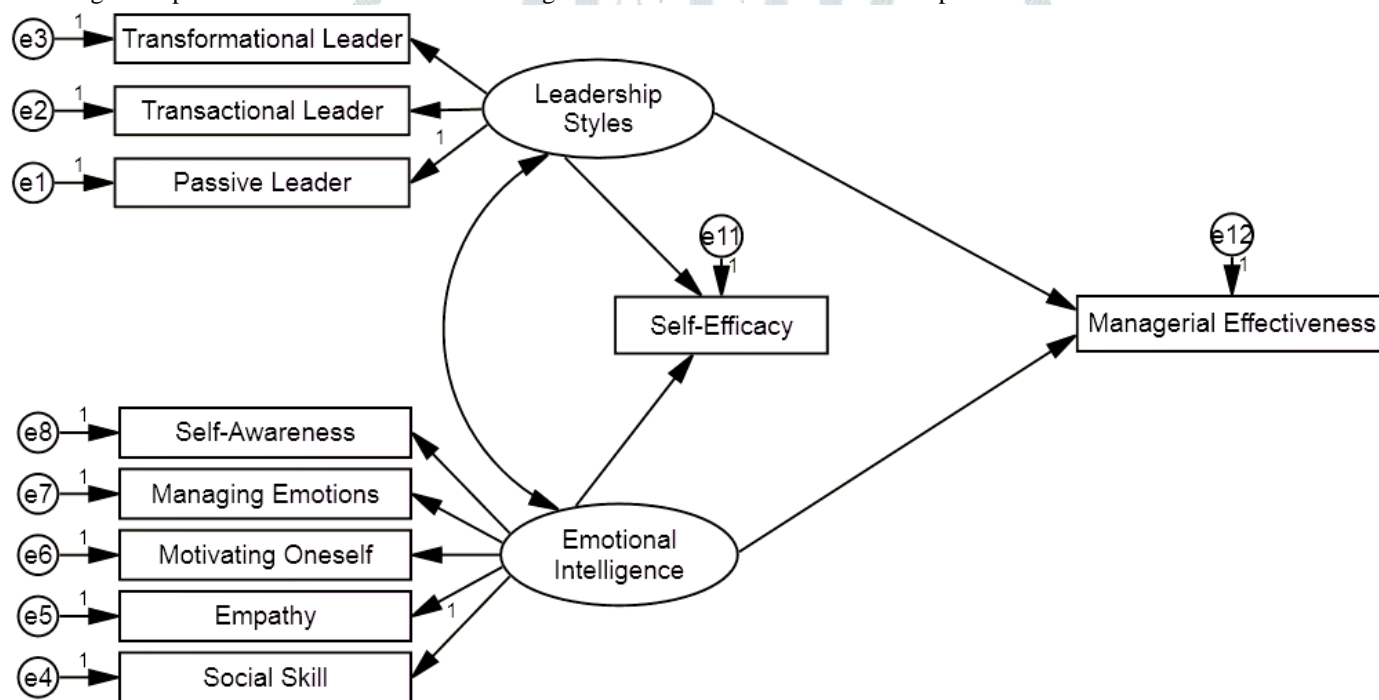 e3
1
Transformational Leader
e2
1
Transactional Leader
e1
1
Passive Leader
1
Leadership
Styles
e11
1
Self-Efficacy
e12
1
Managerial Effectiveness
e8
1
Self-Awareness
e7
1
Managing Emotions
e6
1
Motivating Oneself
e5
1
Empathy
1
e4
1
Social Skill
Emotional
Intelligence